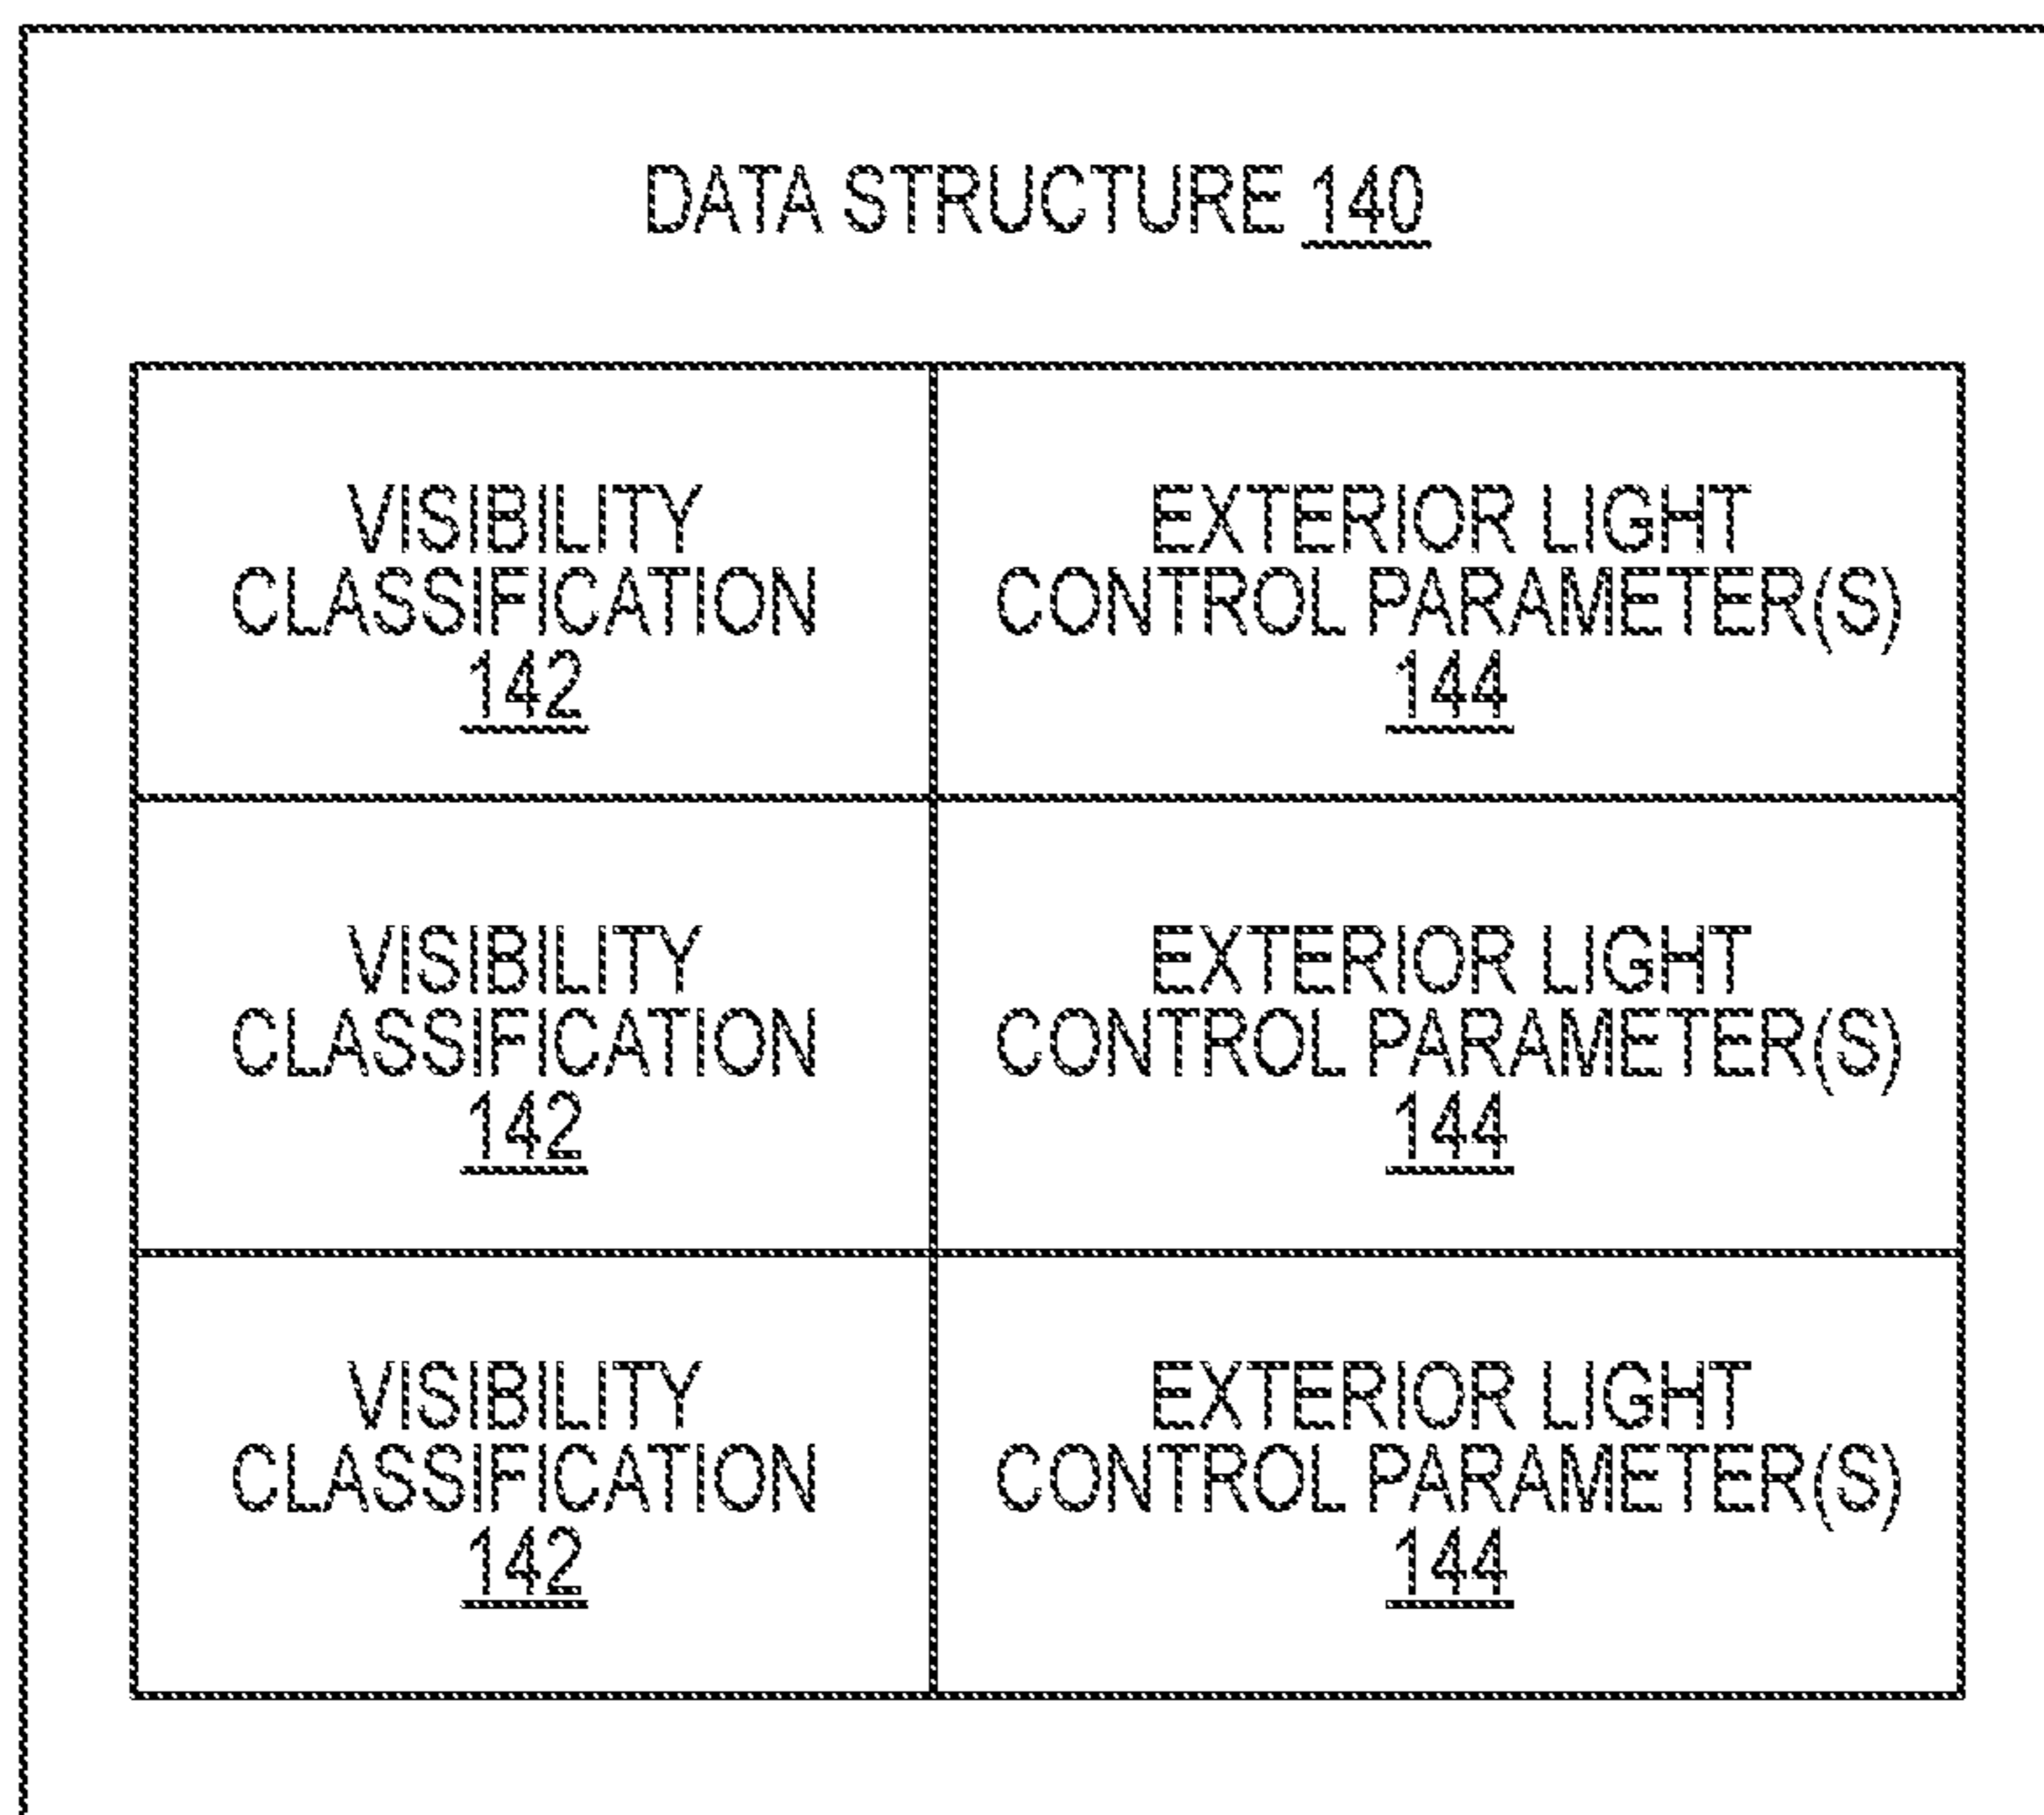 DATA STRUCTURE 140
VISIBILITY
CLASSIFICATION
142
EXTERIOR LIGHT
CONTROL PARAMETER(S)
144
VISIBILITY
CLASSIFICATION
142
EXTERIOR LIGHT
CONTROL PARAMETER(S)
144
VISIBILITY
CLASSIFICATION
142
EXTERIOR LIGHT
CONTROL PARAMETER(S)
144